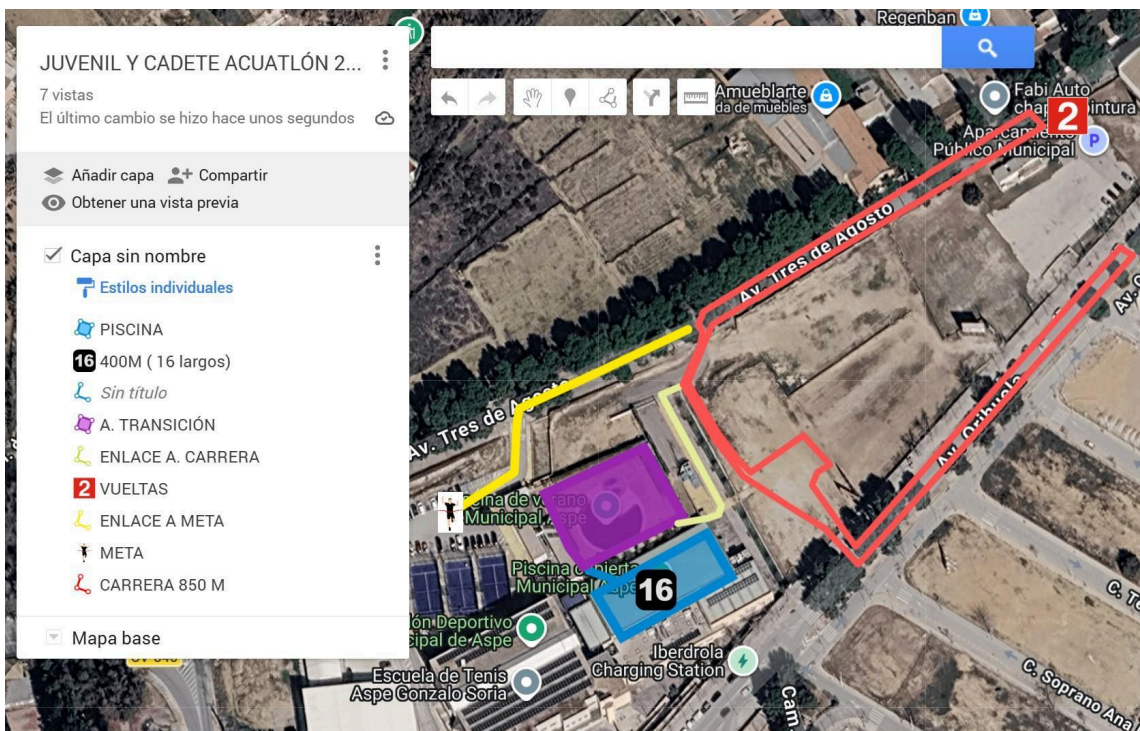 JUVENIL Y CADETE ACUATLÓN 2...
7 vistas
El último cambio se hizo hace unos segundos
Añadir capa
Compartir
Obtener una vista previa
Capa sin nombre
Estilos individuales
PISCINA
16 400M ( 16 largos)
Sin título
A. TRANSICIÓN
ENLACE A. CARRERA
2 VUELTAS
ENLACE A META
META
CARRERA 850 M
Mapa base
Regenban
Amueblarte
da de muebles
Fabi Auto
2
Aparcamiento
Público Municipal
P
Av. Tres de Agosto
Av. Tres de Agosto
Av. Orihuela
Piscina de verano
Municipal Aspe
Piscina cubierta
Municipal Aspe
16
ón Deportivo
cipal de Aspe
Escuela de Tenis
Aspe Gonzalo Soria
Iberdrola
Charging Station
Cam.
C. Soprano Ana